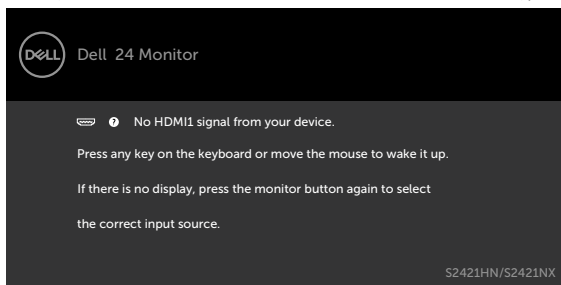 DELL
Dell 24 Monitor
? No HDMI1 signal from your device.
Press any key on the keyboard or move the mouse to wake it up.
If there is no display, press the monitor button again to select
the correct input source.
S2421HN/S2421NX